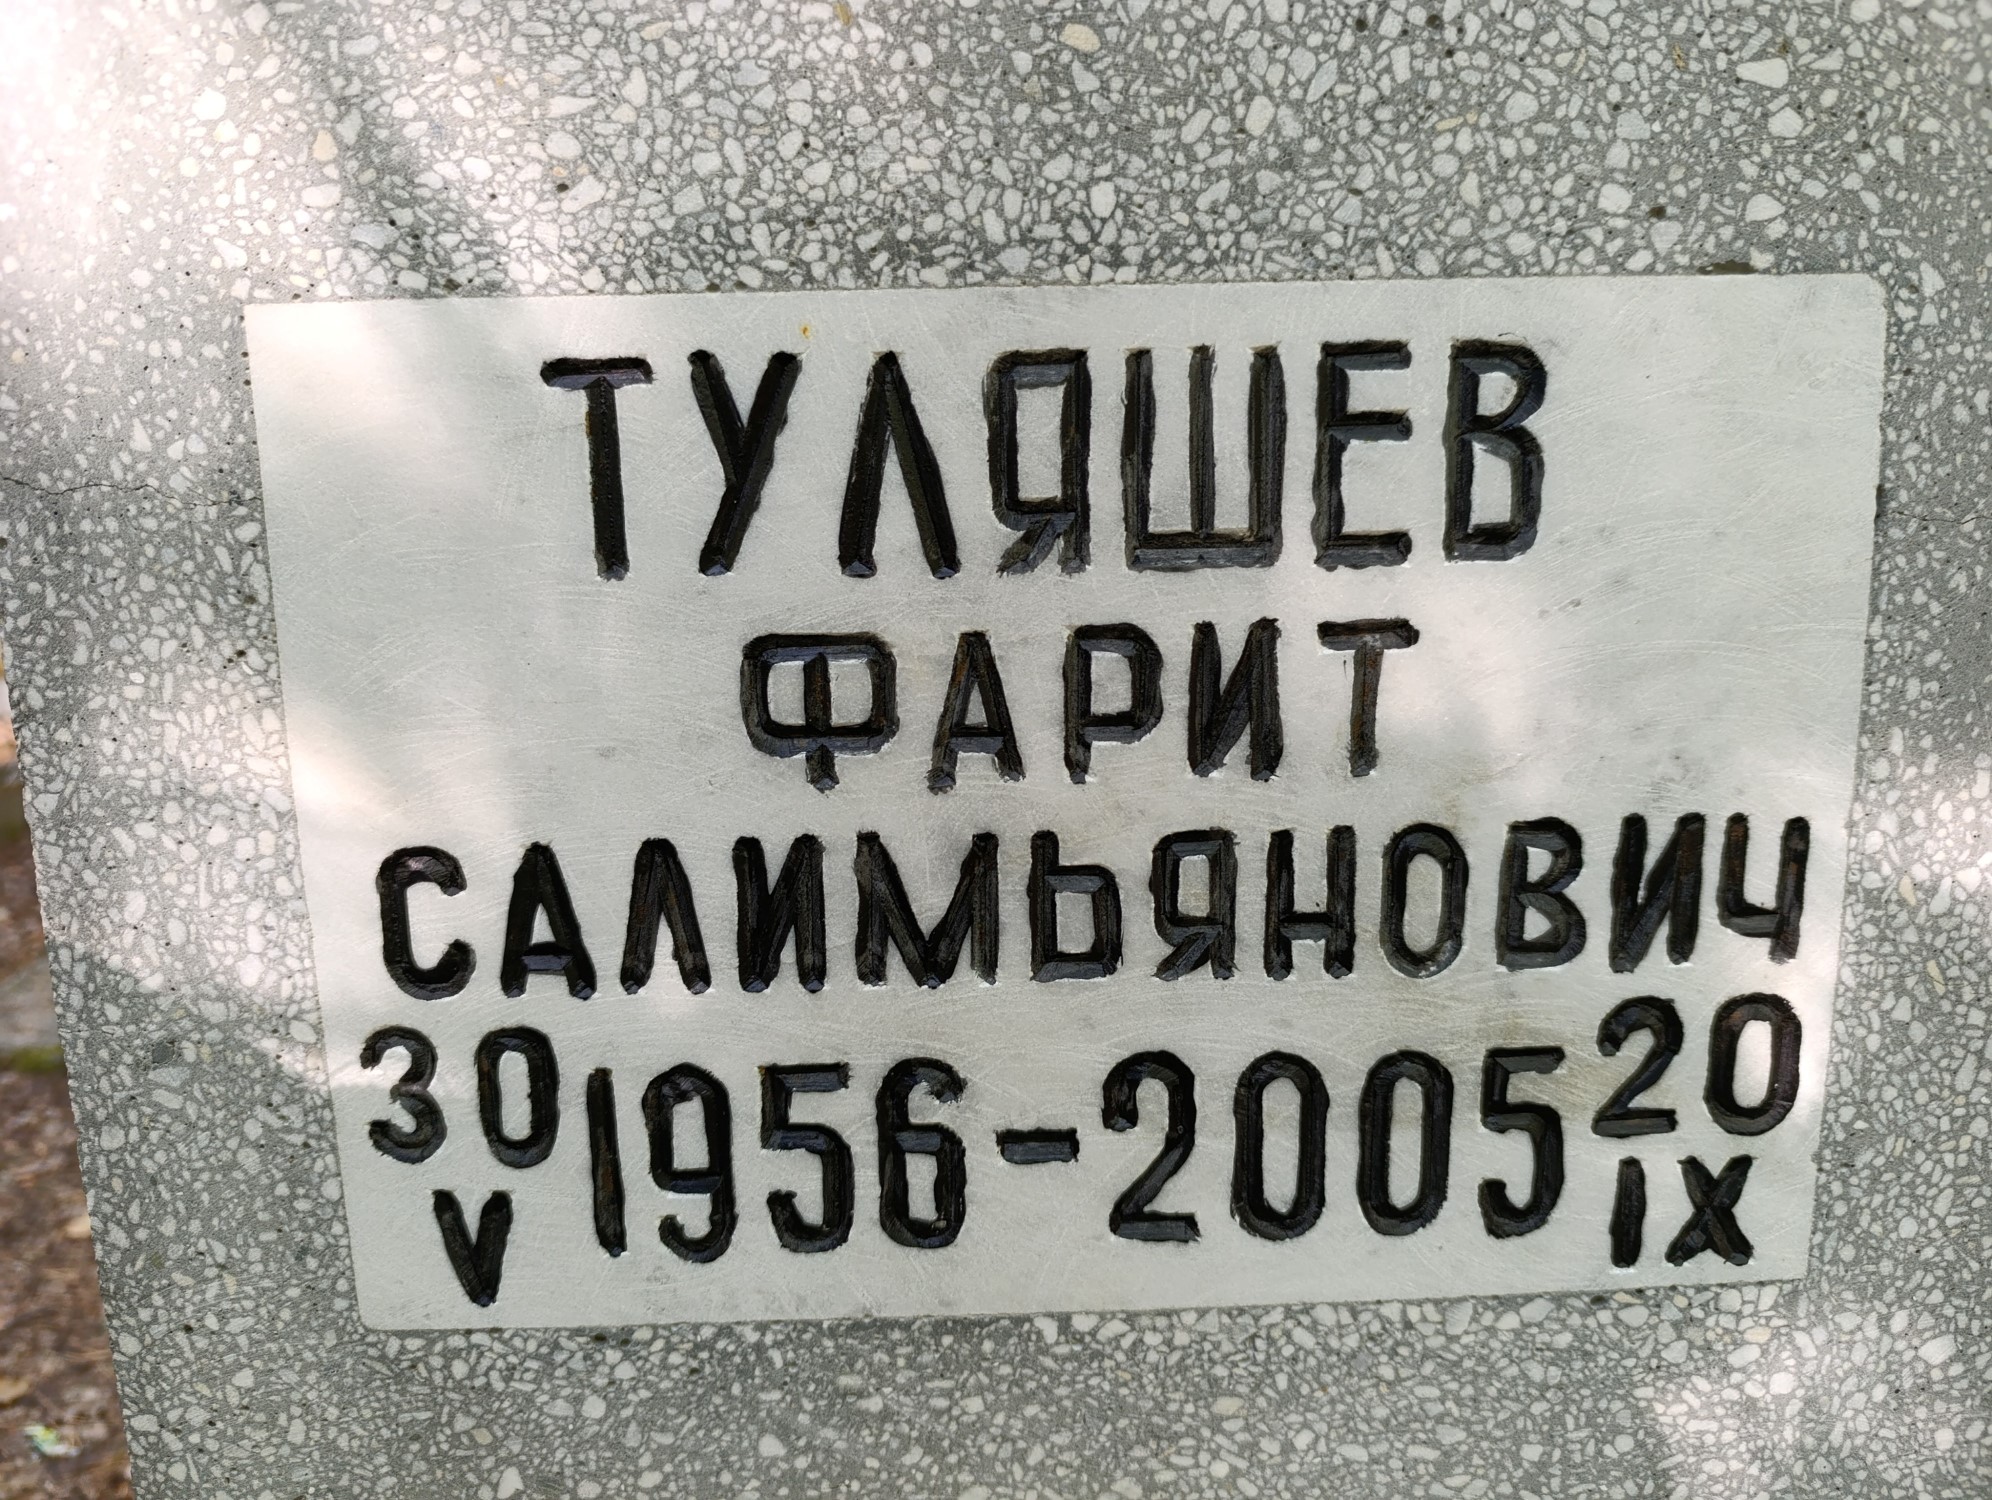 ТУЛЯШЕВ
ФАРИТ
САЛИМЬЯНОВИЧ
30 V 1956-2005 20 IX